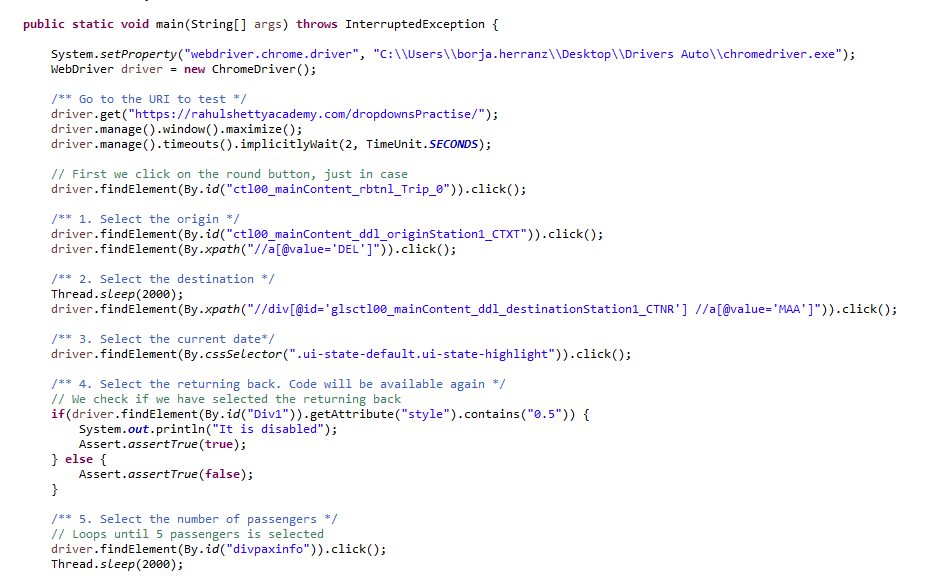 public static void main(String[] args) throws InterruptedException {
System.setProperty("webdriver.chrome.driver", "C:\\Users\\borja.herranz\\Desktop\\Drivers Auto\\chromedriver.exe");
WebDriver driver = new ChromeDriver();
/** Go to the URI to test */
driver.get("https://rahulshettyacademy.com/dropdownsPractise/");
driver.manage().window().maximize();
driver.manage().timeouts().implicitlyWait(2, TimeUnit.SECONDS);
// First we click on the round button, just in case
driver.findElement(By.id("ctl00_mainContent_rbtnl_Trip_0")).click();
/** 1. Select the origin */
driver.findElement(By.id("ctl00_mainContent_ddl_originStation1_CTXT")).click();
driver.findElement(By.xpath("//a[@value='DEL']")).click();
/** 2. Select the destination */
Thread.sleep(2000);
driver.findElement(By.xpath("//div[@id='glsctl00_mainContent_ddl_destinationStation1_CTNR'] //a[@value='MAA']")).click();
/** 3. Select the current date*/
driver.findElement(By.cssSelector(".ui-state-default.ui-state-highlight")).click();
/** 4. Select the returning back. Code will be available again */
// We check if we have selected the returning back
if(driver.findElement(By.id("Div1")).getAttribute("style").contains("0.5")) {
System.out.println("It is disabled");
Assert.assertTrue(true);
} else {
Assert.assertTrue(false);
}
/** 5. Select the number of passengers */
// Loops until 5 passengers is selected
driver.findElement(By.id("divpaxinfo")).click();
Thread.sleep(2000);